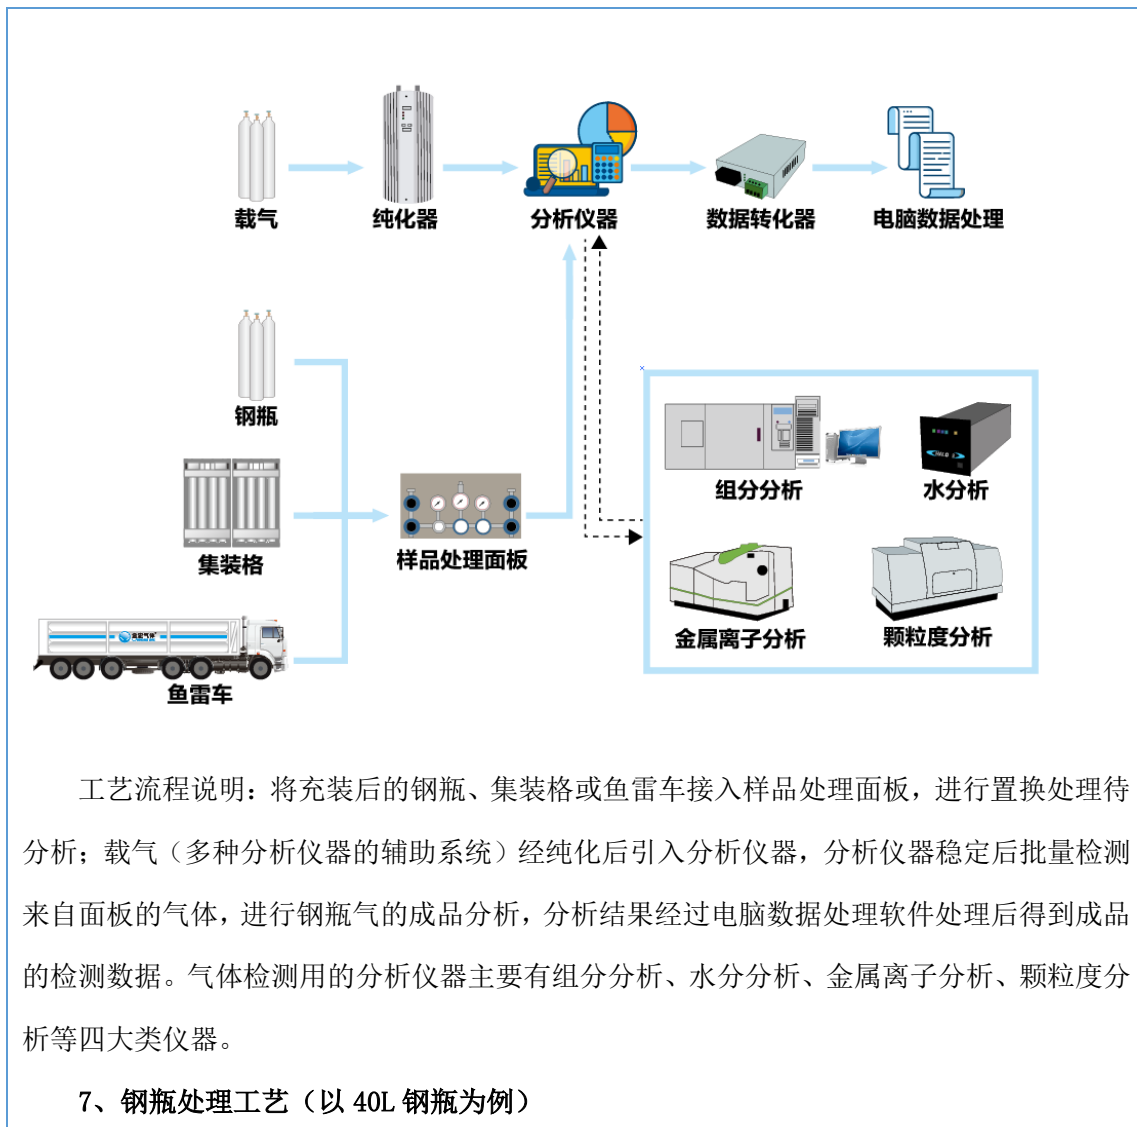 载气
纯化器
分析仪器
数据转化器
电脑数据处理
钢瓶
集装格
样品处理面板
鱼雷车
金宏气体
组分分析
水分析
金属离子分析
颗粒度分析
工艺流程说明：将充装后的钢瓶、集装格或鱼雷车接入样品处理面板，进行置换处理待
分析；载气（多种分析仪器的辅助系统）经纯化后引入分析仪器，分析仪器稳定后批量检测
来自面板的气体，进行钢瓶气的成品分析，分析结果经过电脑数据处理软件处理后得到成品
的检测数据。气体检测用的分析仪器主要有组分分析、水分分析、金属离子分析、颗粒度分
析等四大类仪器。
7、钢瓶处理工艺（以 40L 钢瓶为例）